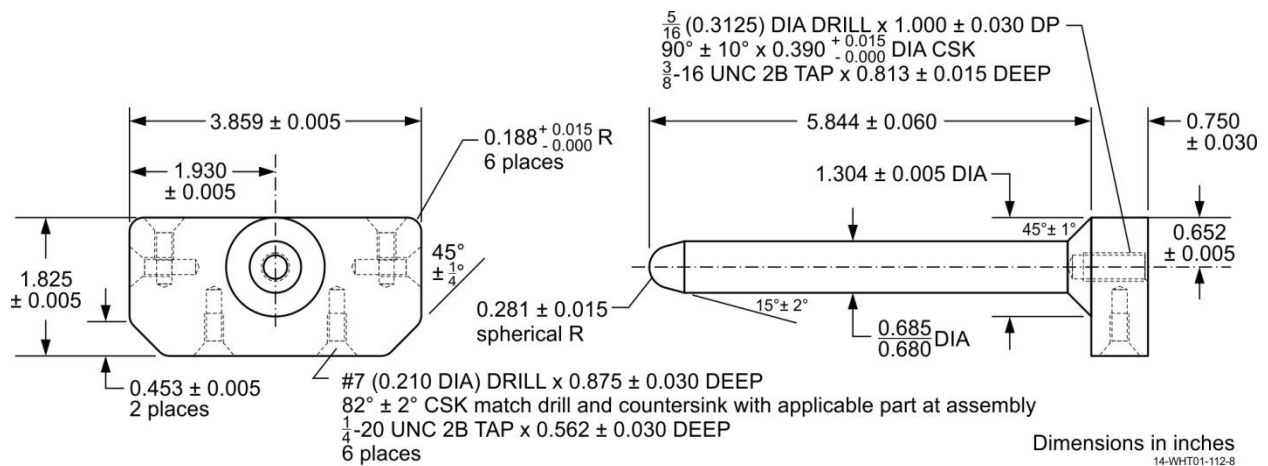 5/16 (0.3125) DIA DRILL x 1.000 ± 0.030 DP
90° ± 10° x 0.390 + 0.015 - 0.000 DIA CSK
3/8-16 UNC 2B TAP x 0.813 ± 0.015 DEEP
3.859 ± 0.005
0.188 + 0.015 - 0.000 R
6 places
1.930
± 0.005
1.825
± 0.005
45°
± 1/4°
0.453 ± 0.005
2 places
#7 (0.210 DIA) DRILL x 0.875 ± 0.030 DEEP
82° ± 2° CSK match drill and countersink with applicable part at assembly
1/4-20 UNC 2B TAP x 0.562 ± 0.030 DEEP
6 places
5.844 ± 0.060
0.750
± 0.030
1.304 ± 0.005 DIA
45°± 1°
0.652
± 0.005
0.281 ± 0.015
spherical R
15°± 2°
0.685
0.680 DIA
Dimensions in inches
14-WHT01-112-8